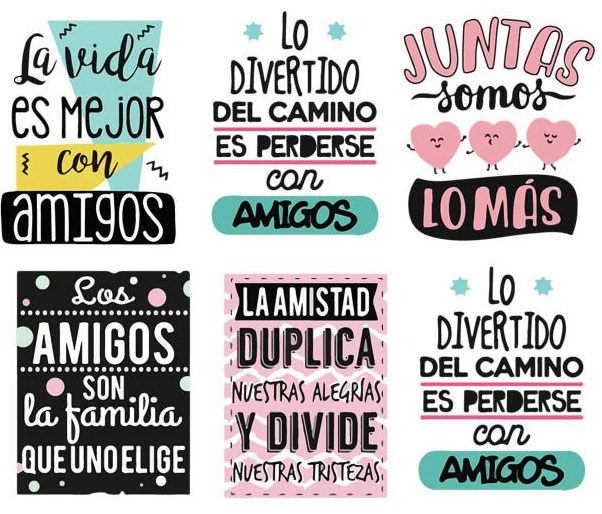 La vida
ES MEJOR
con
amigos
LO
DIVERTIDO
DEL CAMINO
ES PERDERSE
con
AMIGOS
JUNTAS
somos
LO MÁS
Los
AMIGOS
SON
la familia
QUE UNO ELIGE
LA AMISTAD
DUPLICA
NUESTRAS ALEGRÍAS
Y DIVIDE
NUESTRAS TRISTEZAS
LO
DIVERTIDO
DEL CAMINO
ES PERDERSE
con
AMIGOS